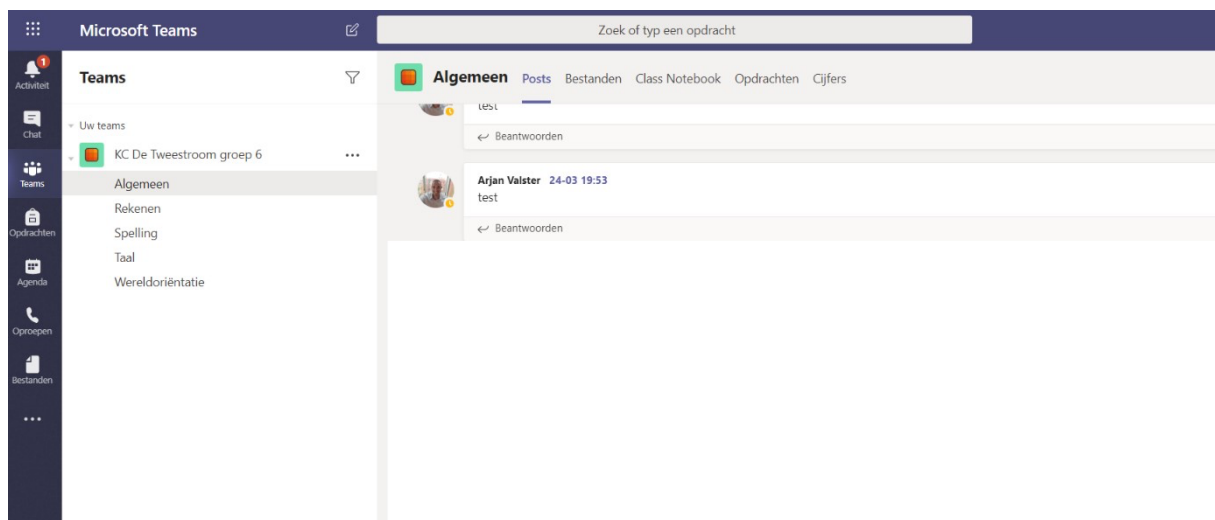 Microsoft Teams
Zoek of typ een opdracht
1
Activiteit
Chat
Teams
Opdrachten
Agenda
Oproepen
Bestanden
Teams
Uw teams
KC De Tweestroom groep 6
Algemeen
Rekenen
Spelling
Taal
Wereldoriëntatie
Algemeen Posts Bestanden Class Notebook Opdrachten Cijfers
test
Beantwoorden
Arjan Valster 24-03 19:53
test
Beantwoorden